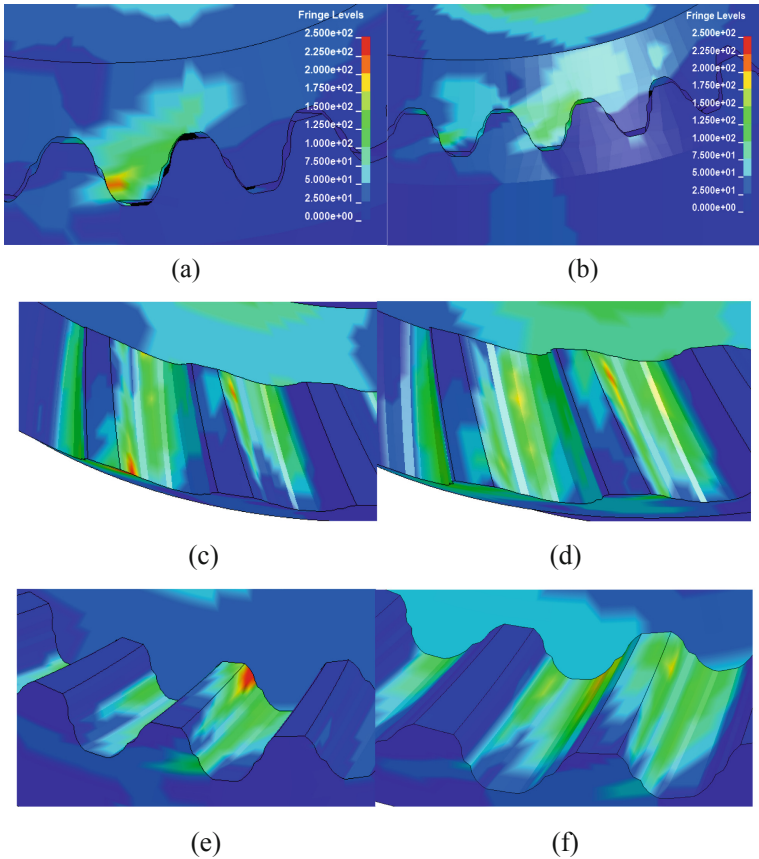 Fringe Levels
2.500e+02
2.250e+02
2.000e+02
1.750e+02
1.500e+02
1.250e+02
1.000e+02
7.500e+01
5.000e+01
2.500e+01
0.000e+00
Fringe Levels
2.500e+02
2.250e+02
2.000e+02
1.750e+02
1.500e+02
1.250e+02
1.000e+02
7.500e+01
5.000e+01
2.500e+01
0.000e+00
(a)
(b)
(c)
(d)
(e)
(f)